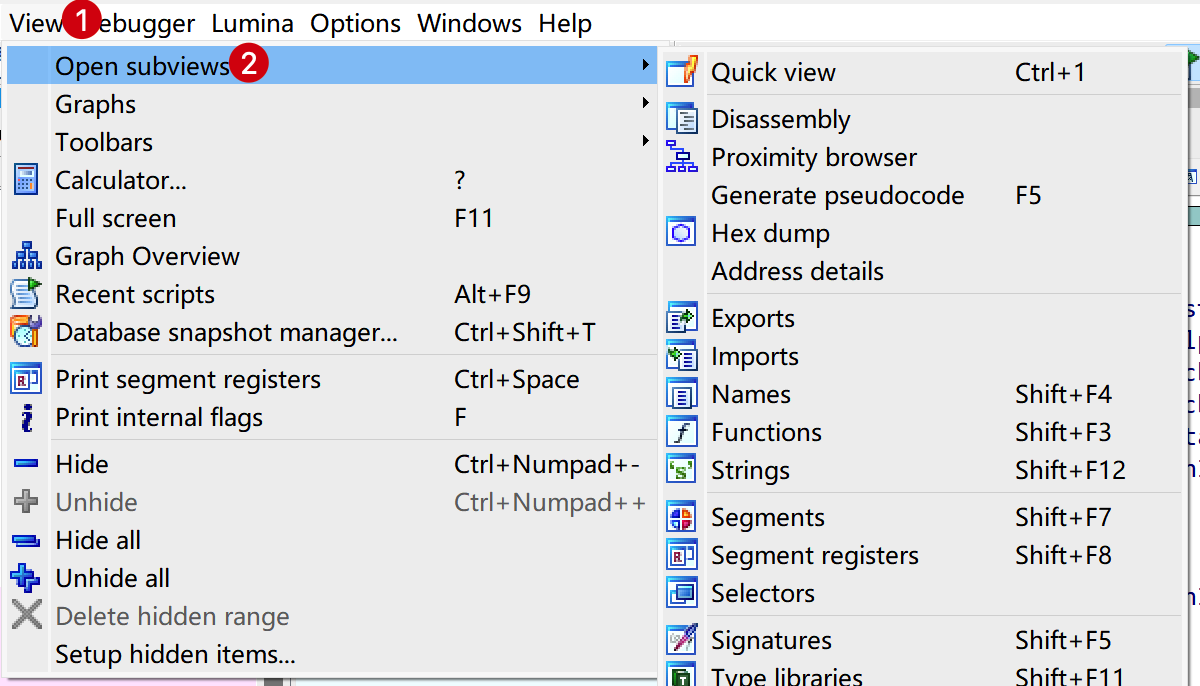 View 1 ebugger Lumina Options Windows Help
Open subviews 2
Graphs
Toolbars
Calculator... ?
Full screen F11
Graph Overview
Recent scripts Alt+F9
Database snapshot manager... Ctrl+Shift+T
Print segment registers Ctrl+Space
Print internal flags F
Hide Ctrl+Numpad+-
Unhide Ctrl+Numpad++
Hide all
Unhide all
Delete hidden range
Setup hidden items...
Quick view Ctrl+1
Disassembly
Proximity browser
Generate pseudocode F5
Hex dump
Address details
Exports
Imports
Names Shift+F4
Functions Shift+F3
Strings Shift+F12
Segments Shift+F7
Segment registers Shift+F8
Selectors
Signatures Shift+F5
Type libraries Shift+F11